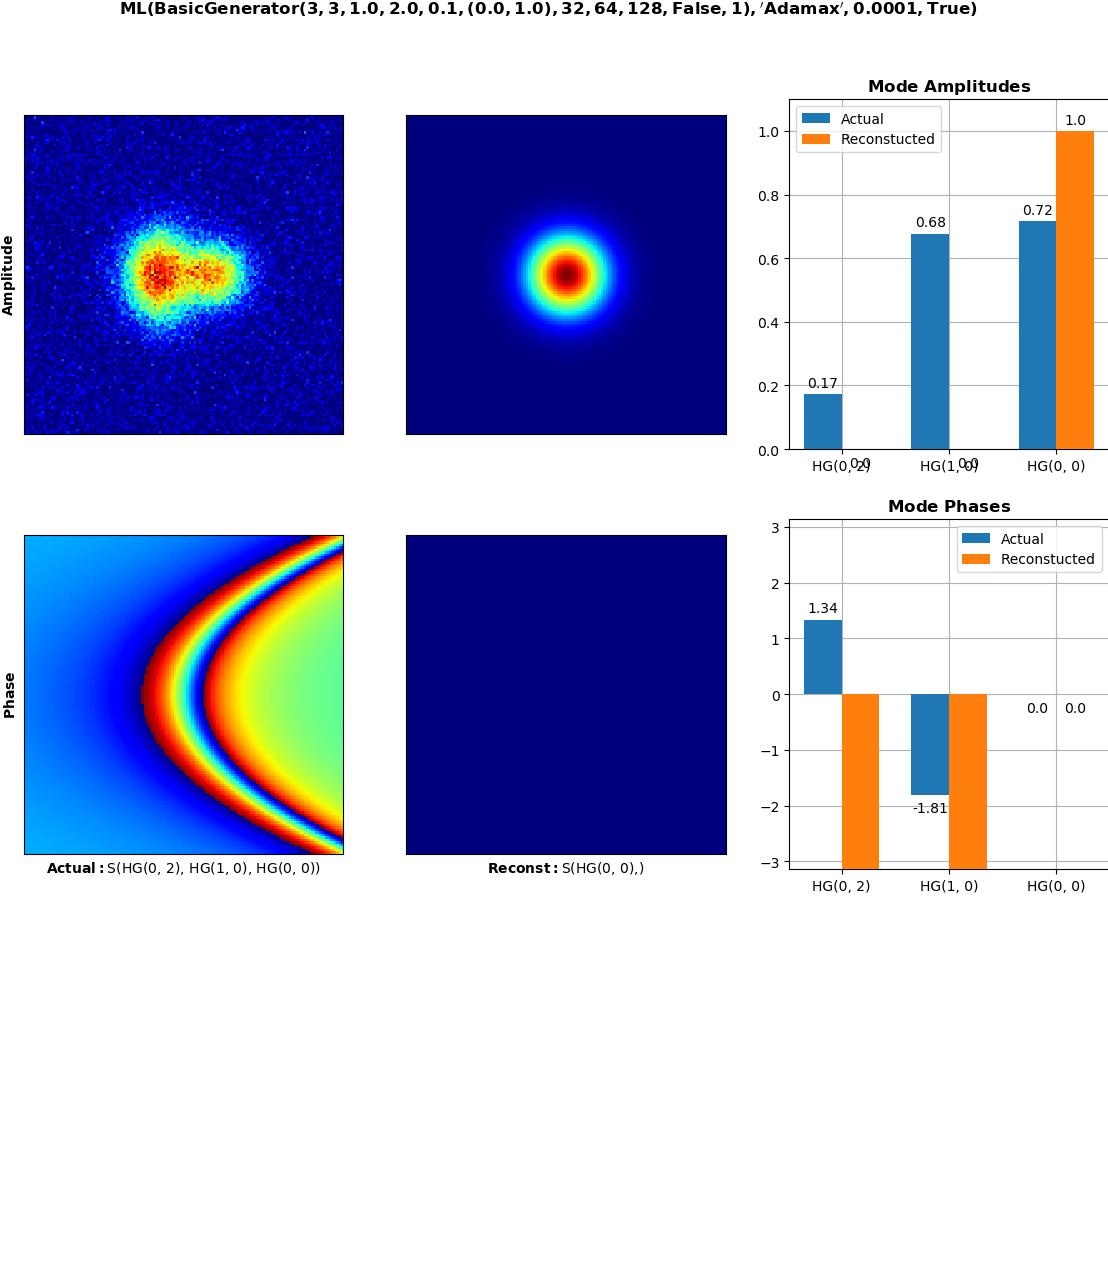 ML(BasicGenerator(3, 3, 1.0, 2.0, 0.1, (0.0, 1.0), 32, 64, 128, False, 1), 'Adamax', 0.0001, True)
Amplitude
Mode Amplitudes
Actual
Reconstucted
1.0
0.8
0.6
0.4
0.2
0.0
0.17
0.0
0.68
0.0
0.72
1.0
HG(0, 2)
HG(1, 0)
HG(0, 0)
Phase
Actual: S(HG(0, 2), HG(1, 0), HG(0, 0))
Reconst: S(HG(0, 0),)
Mode Phases
Actual
Reconstucted
3
2
1
0
−1
−2
−3
1.34
-1.81
0.0
0.0
HG(0, 2)
HG(1, 0)
HG(0, 0)